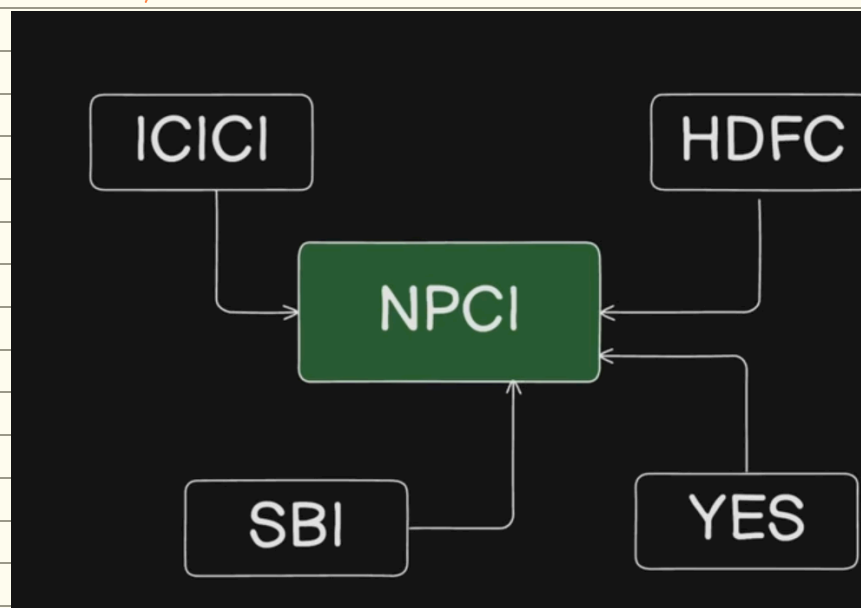 ICICI
HDFC
NPCI
SBI
YES